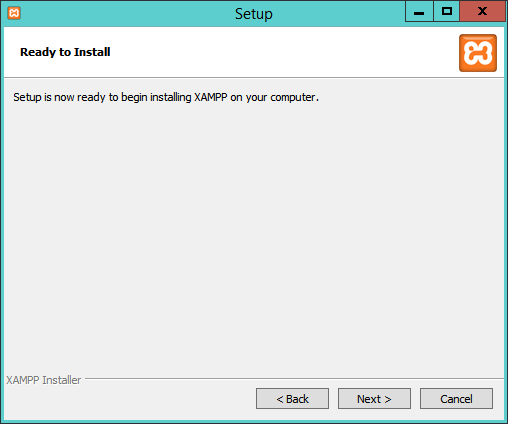 Setup
Ready to Install
Setup is now ready to begin installing XAMPP on your computer.
XAMPP Installer
< Back
Next >
Cancel